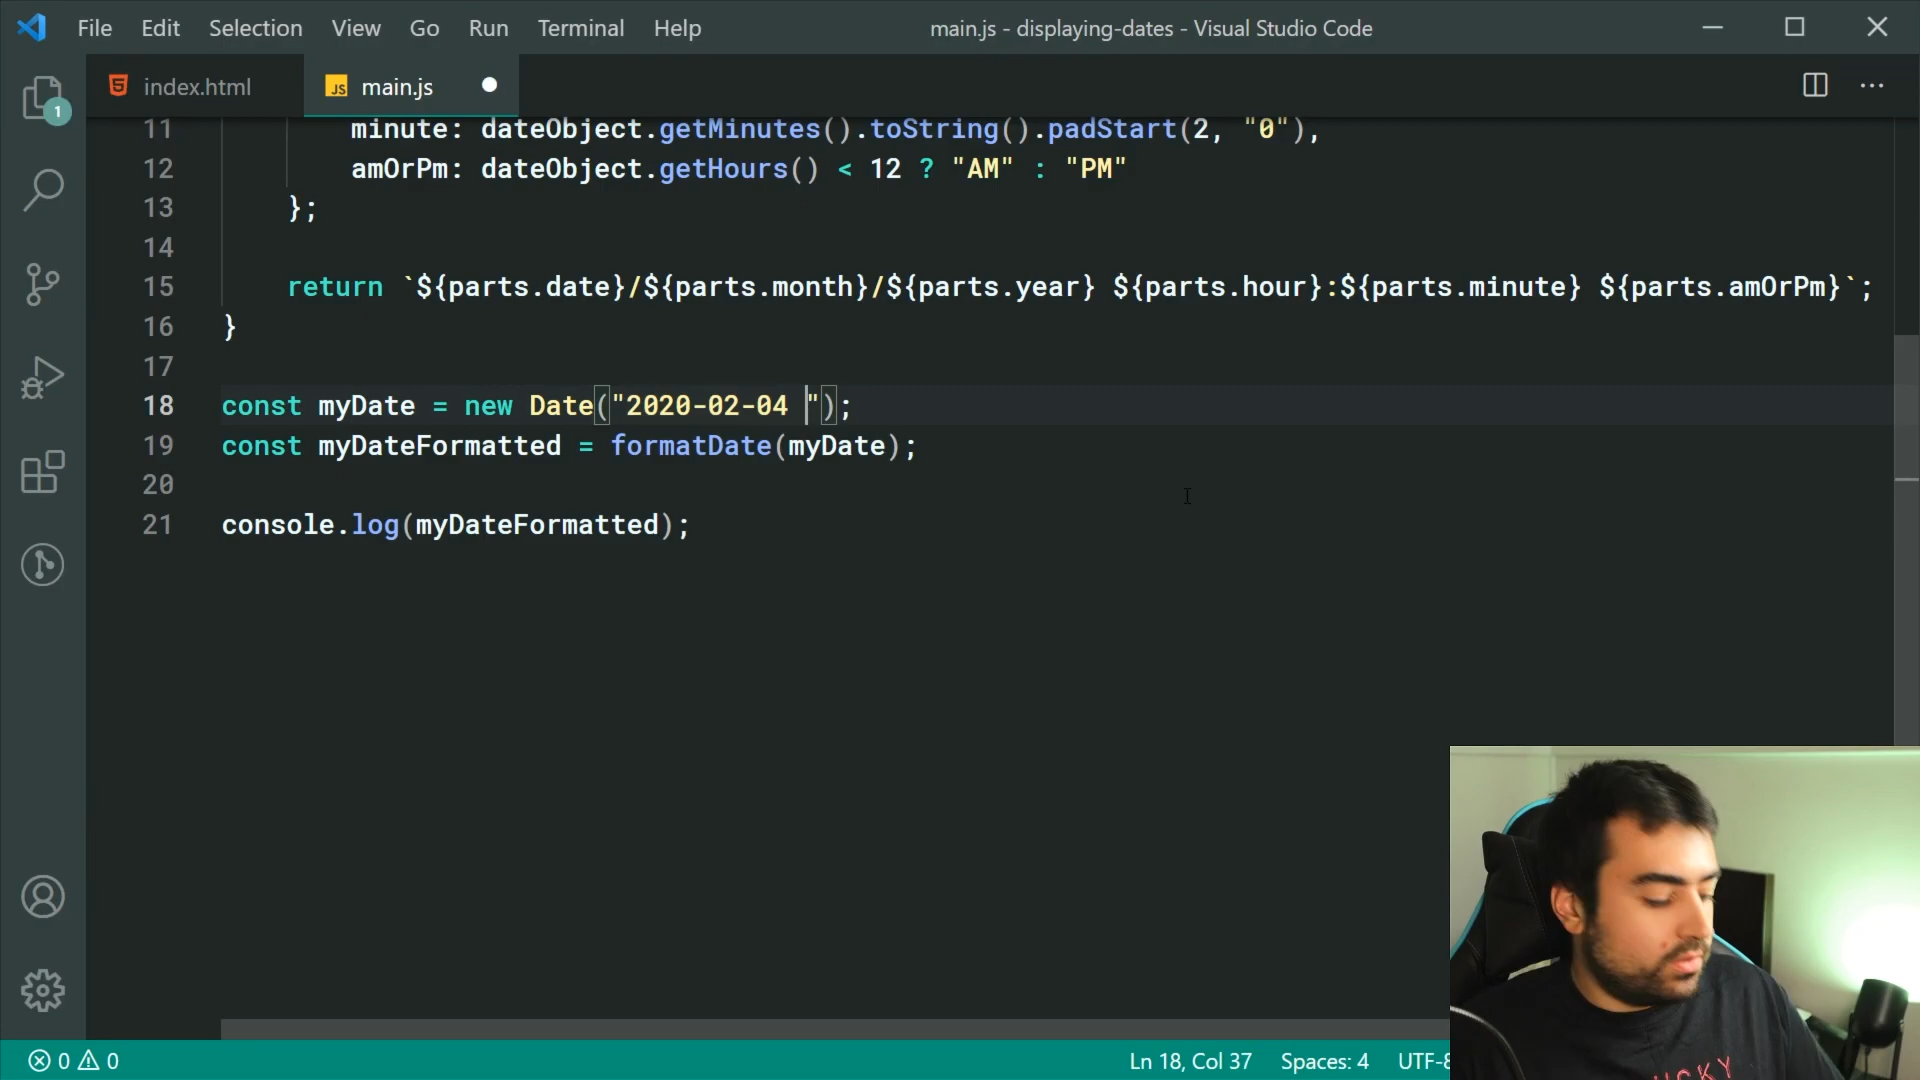 File Edit Selection View Go Run Terminal Help main.js - displaying-dates - Visual Studio Code
index.html main.js
1
11 minute: dateObject.getMinutes().toString().padStart(2, "0"),
12 amOrPm: dateObject.getHours() < 12 ? "AM" : "PM"
13 };
14
15 return `${parts.date}/${parts.month}/${parts.year} ${parts.hour}:${parts.minute} ${parts.amOrPm}`;
16 }
17
18 const myDate = new Date("2020-02-04 ");
19 const myDateFormatted = formatDate(myDate);
20
21 console.log(myDateFormatted);
0 0 Ln 18, Col 37 Spaces: 4 UTF-8